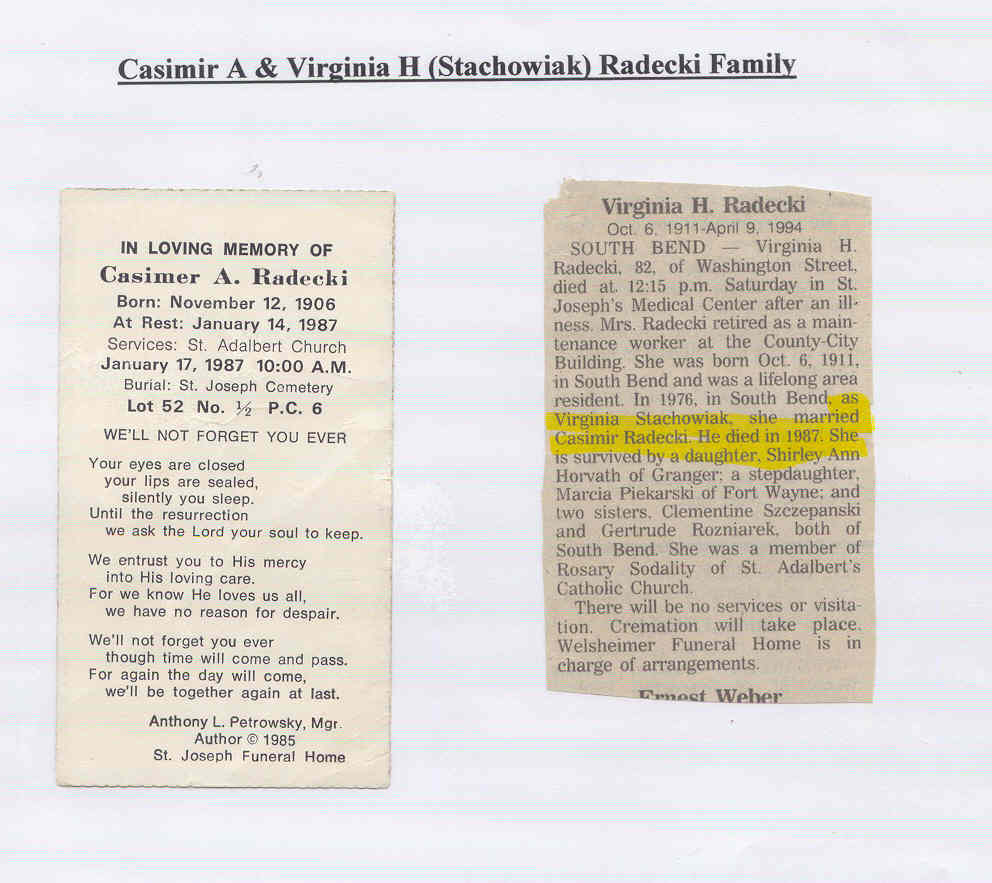 Casimir A & Virginia H (Stachowiak) Radecki Family
IN LOVING MEMORY OF
Casimer A. Radecki
Born: November 12, 1906
At Rest: January 14, 1987
Services: St. Adalbert Church
January 17, 1987 10:00 A.M.
Burial: St. Joseph Cemetery
Lot 52 No. ½ P.C. 6
WE'LL NOT FORGET YOU EVER
Your eyes are closed
your lips are sealed,
silently you sleep.
Until the resurrection
we ask the Lord your soul to keep.
We entrust you to His mercy
into His loving care.
For we know He loves us all,
we have no reason for despair.
We'll not forget you ever
though time will come and pass.
For again the day will come,
we'll be together again at last.
Anthony L. Petrowsky, Mgr.
Author © 1985
St. Joseph Funeral Home
Virginia H. Radecki
Oct. 6, 1911-April 9, 1994
SOUTH BEND — Virginia H.
Radecki, 82, of Washington Street,
died at 12:15 p.m. Saturday in St.
Joseph's Medical Center after an ill-
ness. Mrs. Radecki retired as a main-
tenance worker at the County-City
Building. She was born Oct. 6, 1911,
in South Bend and was a lifelong area
resident. In 1976, in South Bend, as
Virginia Stachowiak, she married
Casimir Radecki. He died in 1987. She
is survived by a daughter, Shirley Ann
Horvath of Granger; a stepdaughter,
Marcia Piekarski of Fort Wayne; and
two sisters, Clementine Szczepanski
and Gertrude Rozniarek, both of
South Bend. She was a member of
Rosary Sodality of St. Adalbert's
Catholic Church.
There will be no services or visita-
tion. Cremation will take place.
Welsheimer Funeral Home is in
charge of arrangements.
Ernest Weber